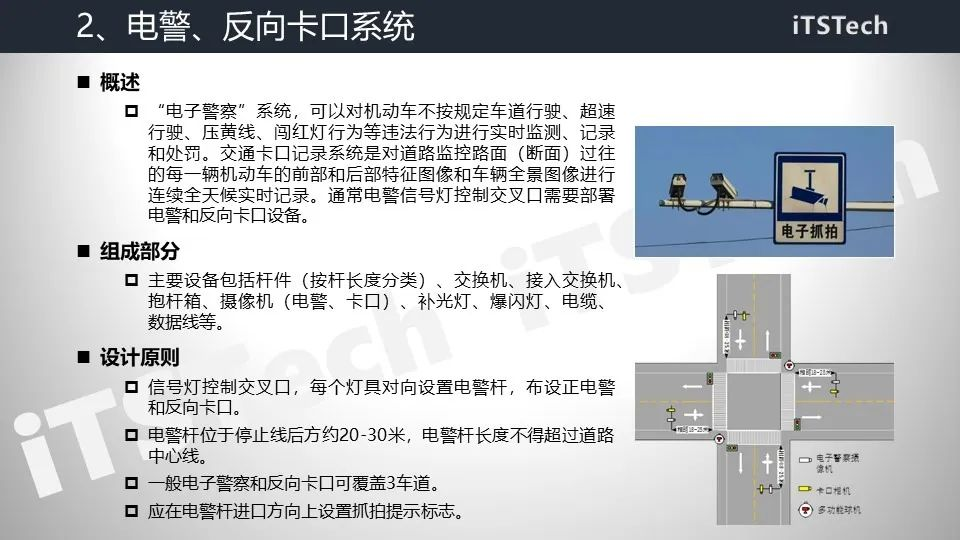 2、电警、反向卡口系统
iTSTech
■ 概述
“电子警察”系统，可以对机动车不按规定车道行驶、超速
行驶、压黄线、闯红灯行为等违法行为进行实时监测、记录
和处罚。交通卡口记录系统是对道路监控路面（断面）过往
的每一辆机动车的前部和后部特征图像和车辆全景图像进行
连续全天候实时记录。通常电警信号灯控制交叉口需要部署
电警和反向卡口设备。
电子抓拍
■ 组成部分
主要设备包括杆件（按杆长度分类）、交换机、接入交换机、
抱杆箱、摄像机（电警、卡口）、补光灯、爆闪灯、电缆、
数据线等。
■ 设计原则
信号灯控制交叉口，每个灯具对向设置电警杆，布设正电警
和反向卡口。
电警杆位于停止线后方约20-30米，电警杆长度不得超过道路
中心线。
一般电子警察和反向卡口可覆盖3车道。
应在电警杆进口方向上设置抓拍提示标志。
电子警察摄
像机
卡口相机
多功能球机
iTSTech
iTSTech